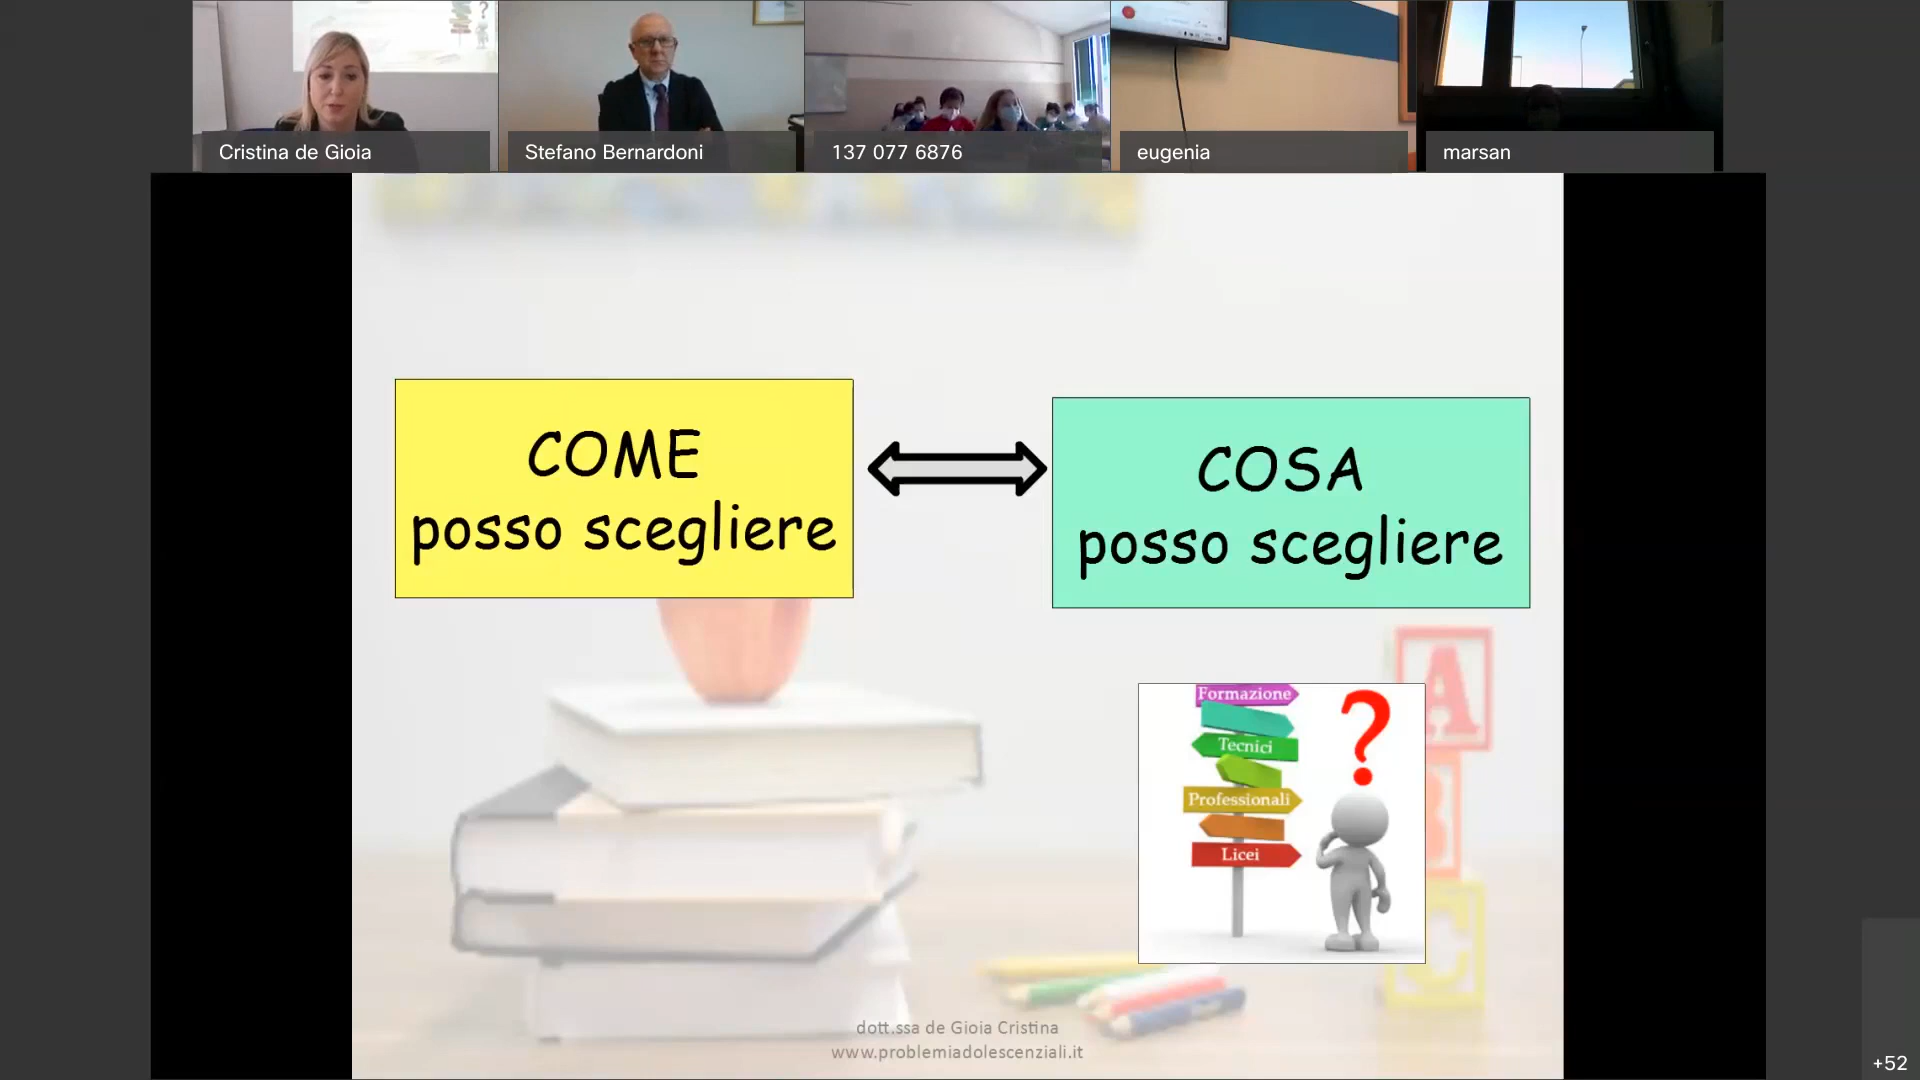 Cristina de Gioia
Stefano Bernardoni
137 077 6876
eugenia
marsan
COME
posso scegliere
COSA
posso scegliere
Formazione
Tecnici
Professionali
Licei
?
A
B
C
dott.ssa de Gioia Cristina
www.problemiadolescenziali.it
+52